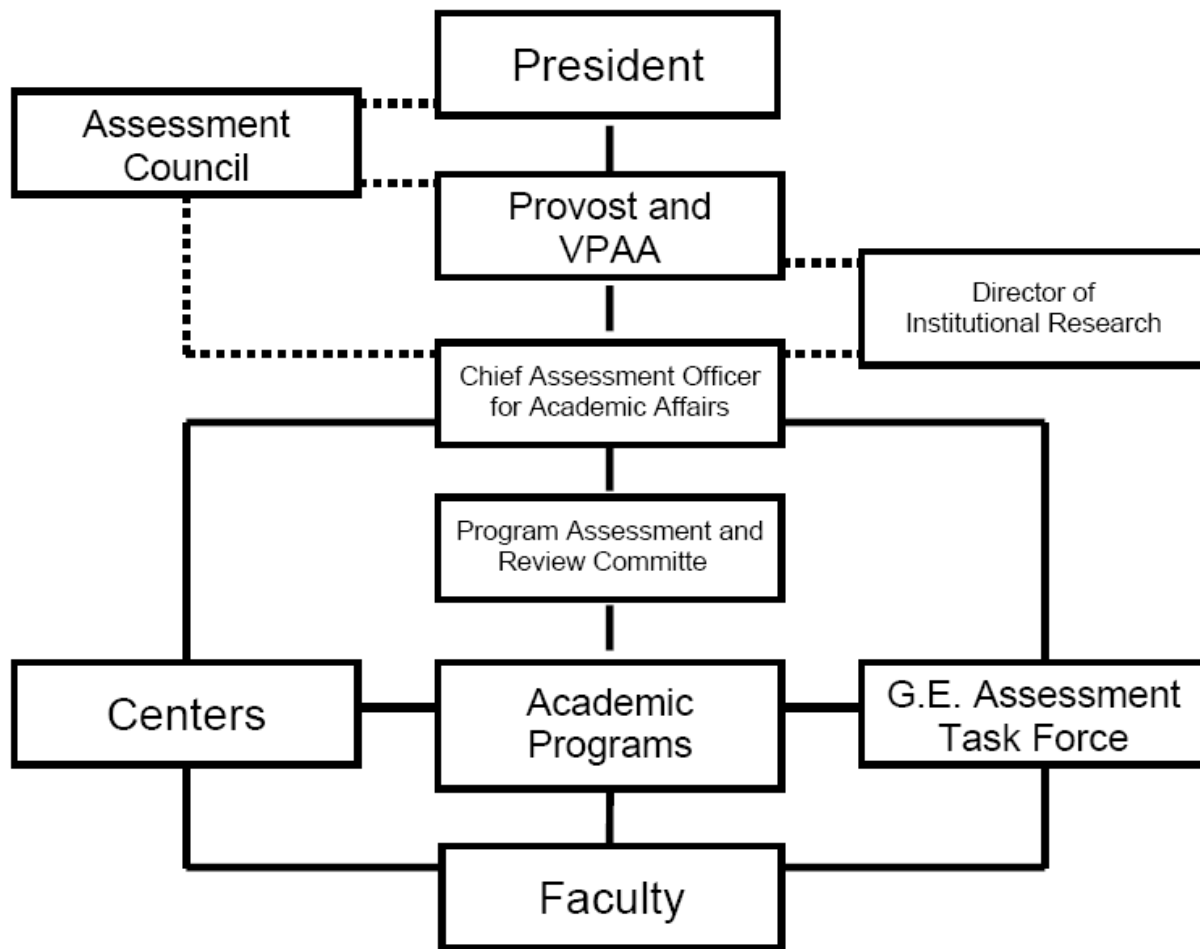 President
Assessment
Council
Provost and
VPAA
Director of
Institutional Research
Chief Assessment Officer
for Academic Affairs
Program Assessment and
Review Committe
Centers
Academic
Programs
G.E. Assessment
Task Force
Faculty